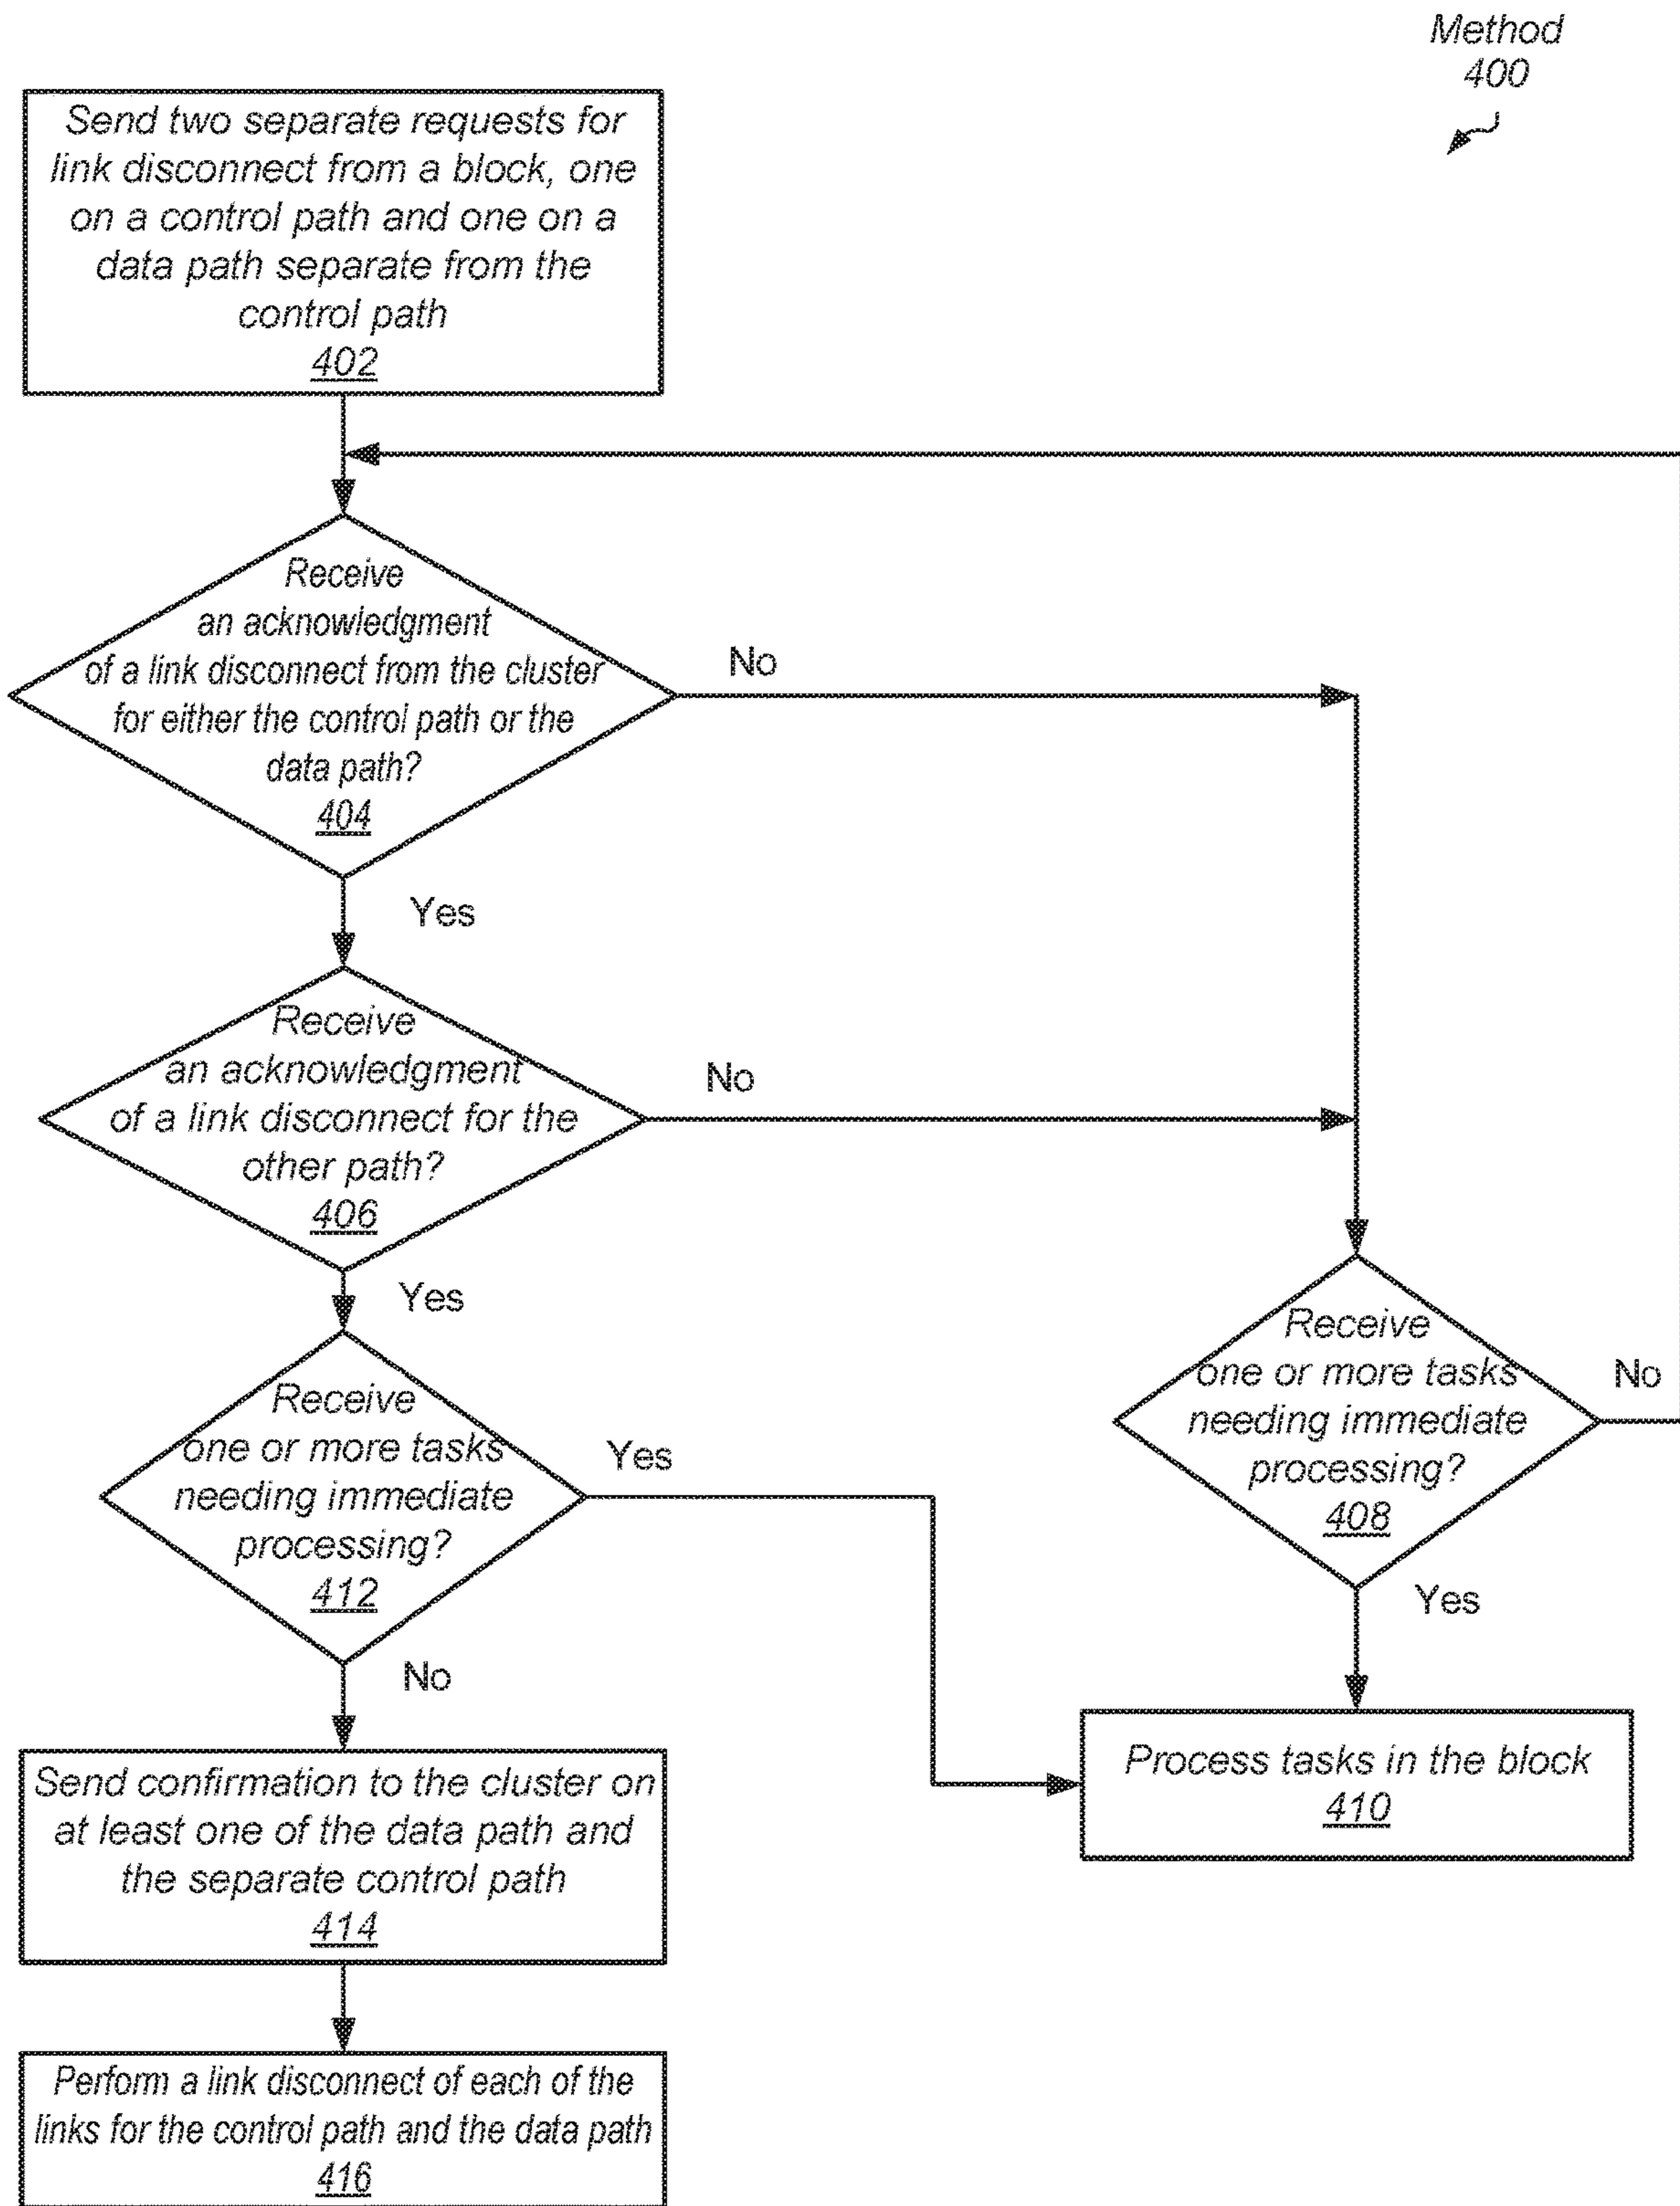 Method
400
Send two separate requests for
link disconnect from a block, one
on a control path and one on a
data path separate from the
control path
402
Receive
an acknowledgment
of a link disconnect from the cluster
for either the control path or the
data path?
404
No
Yes
Receive
an acknowledgment
of a link disconnect for the
other path?
406
No
Yes
Receive
one or more tasks
needing immediate
processing?
408
No
Yes
Receive
one or more tasks
needing immediate
processing?
412
Yes
No
Process tasks in the block
410
Send confirmation to the cluster on
at least one of the data path and
the separate control path
414
Perform a link disconnect of each of the
links for the control path and the data path
416